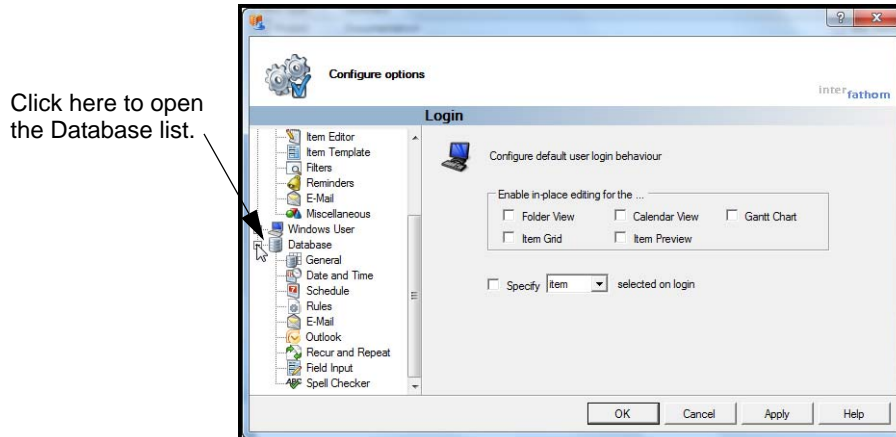 Configure options
inter fathom
Click here to open
the Database list.
Login
Item Editor
Item Template
Filters
Reminders
E-Mail
Miscellaneous
Windows User
Database
General
Date and Time
Schedule
Rules
E-Mail
Outlook
Recur and Repeat
Field Input
Spell Checker
Configure default user login behaviour
Enable in-place editing for the ...
Folder View Calendar View Gantt Chart
Item Grid Item Preview
Specify item selected on login
OK Cancel Apply Help